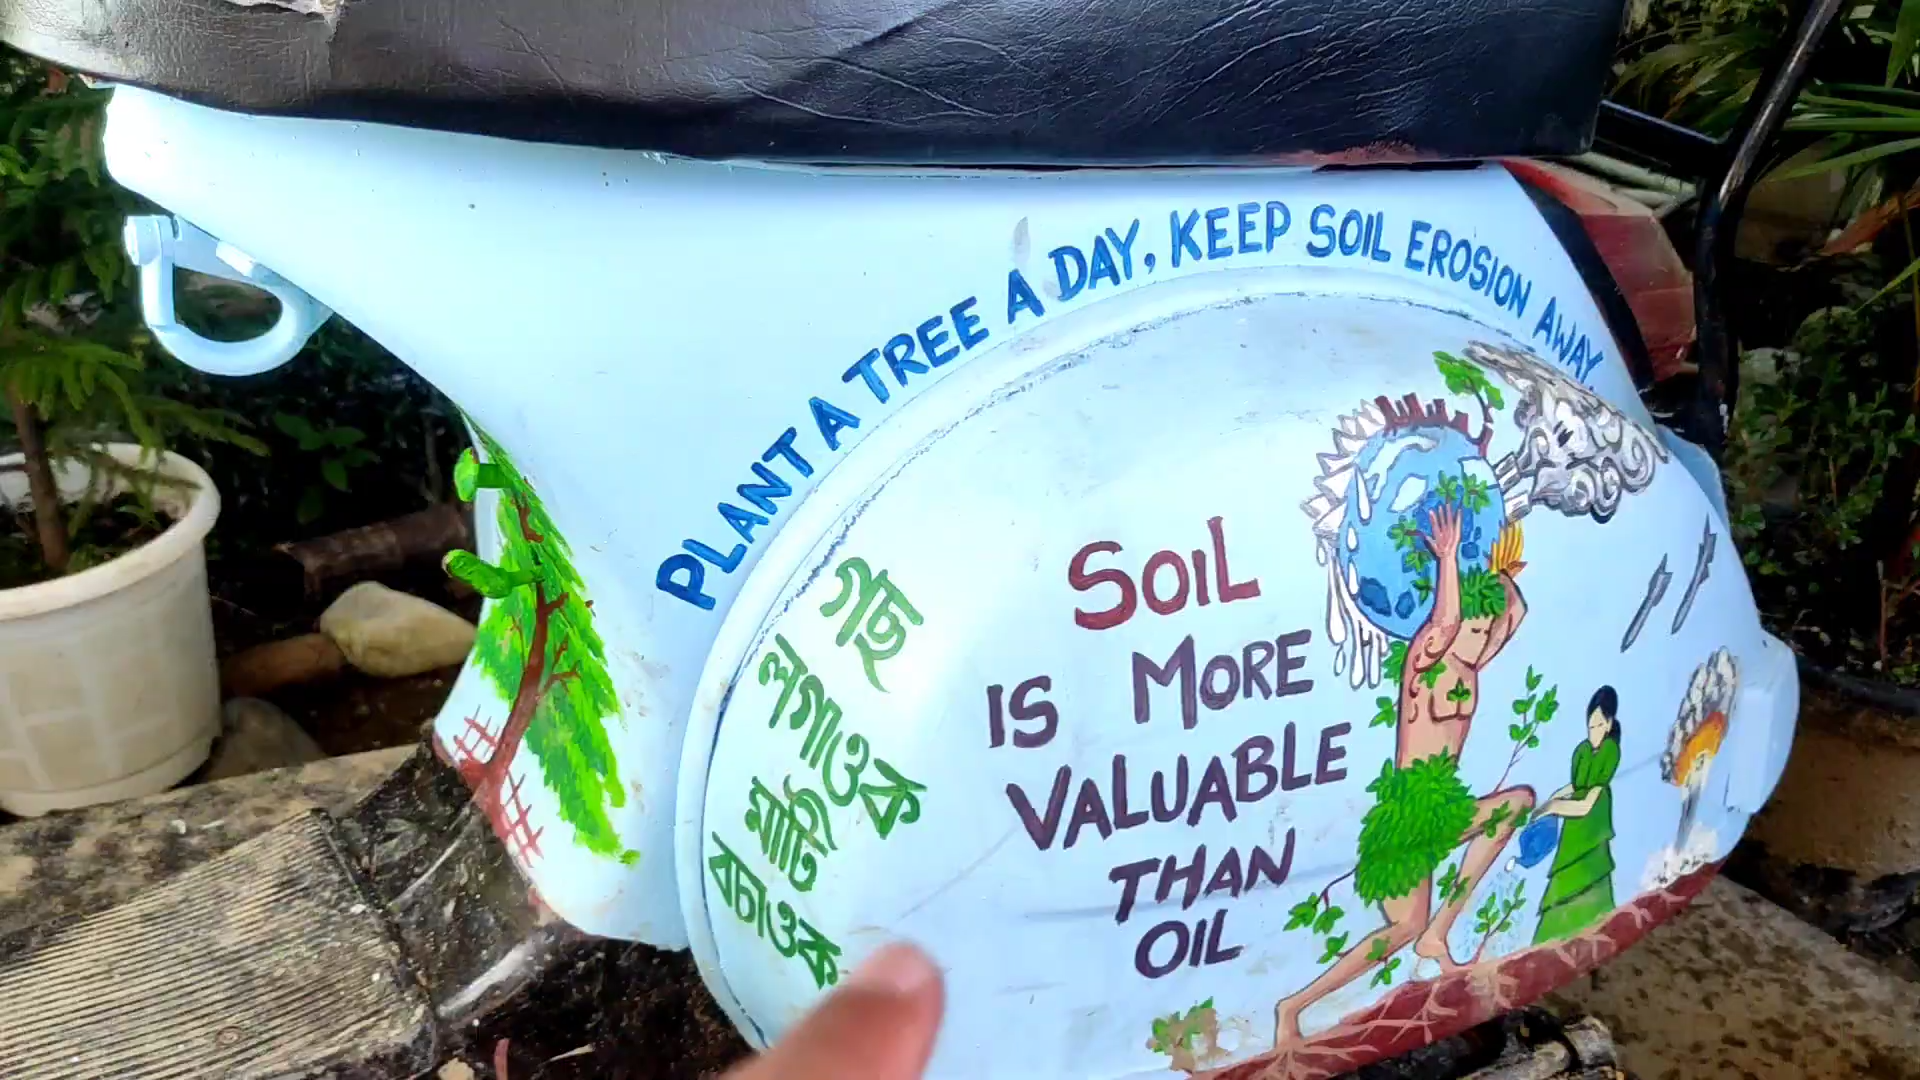 PLANT A TREE A DAY, KEEP SOIL EROSION AWAY.
গছ
লগাওক
মাটি
বচাওক
SOIL
IS MORE
VALUABLE
THAN
OIL